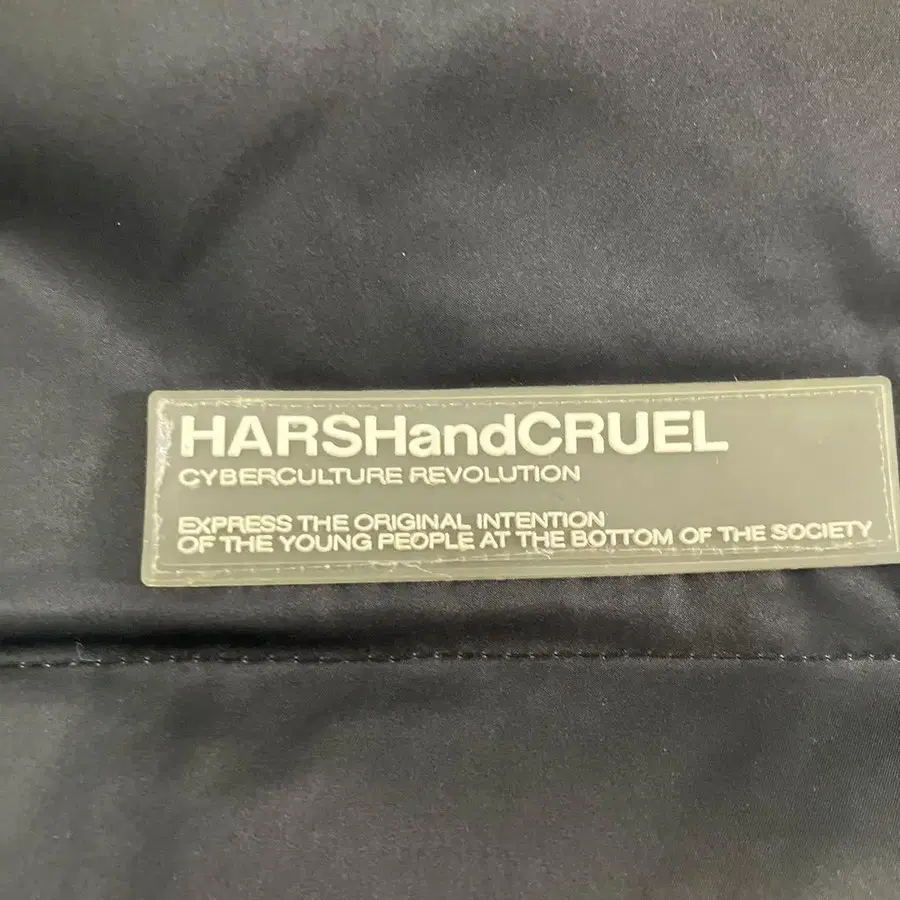 HARSHandCRUEL
CYBERCULTURE REVOLUTION
EXPRESS THE ORIGINAL INTENTION
OF THE YOUNG PEOPLE AT THE BOTTOM OF THE SOCIETY